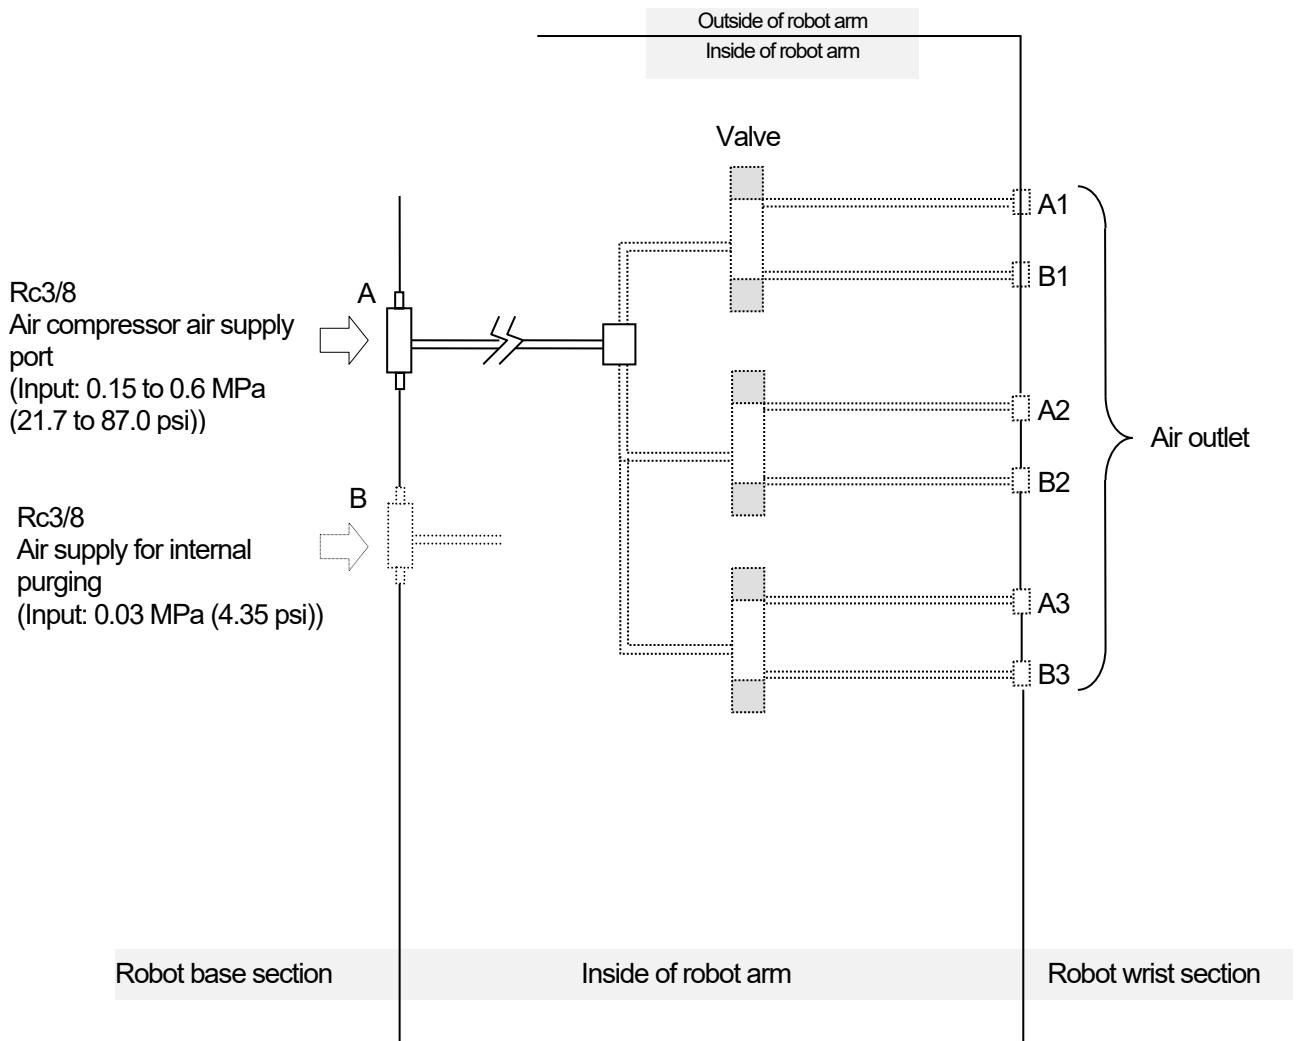 Outside of robot arm
Inside of robot arm
Valve
A1
B1
Rc3/8
Air compressor air supply
port
(Input: 0.15 to 0.6 MPa
(21.7 to 87.0 psi))
A
A2
B2
Air outlet
B
Rc3/8
Air supply for internal
purging
(Input: 0.03 MPa (4.35 psi))
A3
B3
Robot base section
Inside of robot arm
Robot wrist section